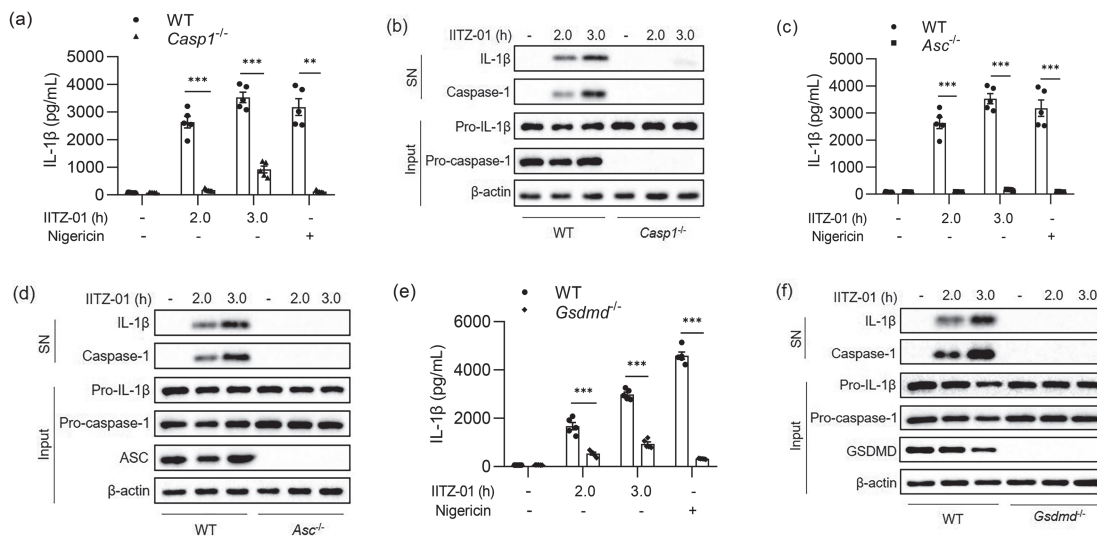 (a)
WT
Casp1-/-
IL-1β (pg/mL)
5000
4000
3000
2000
1000
0
***
***
**
IITZ-01 (h) - 2.0 3.0 -
Nigericin - - - +
(b)
IITZ-01 (h) - 2.0 3.0 - 2.0 3.0
SN
IL-1β
Caspase-1
Input
Pro-IL-1β
Pro-caspase-1
β-actin
WT Casp1-/-
(c)
WT
Asc-/-
IL-1β (pg/mL)
5000
4000
3000
2000
1000
0
***
***
***
IITZ-01 (h) - 2.0 3.0 -
Nigericin - - - +
(d)
IITZ-01 (h) - 2.0 3.0 - 2.0 3.0
SN
IL-1β
Caspase-1
Input
Pro-IL-1β
Pro-caspase-1
ASC
β-actin
WT Asc-/-
(e)
WT
Gsdmd-/-
IL-1β (pg/mL)
6000
4000
2000
0
***
***
***
IITZ-01 (h) - 2.0 3.0 -
Nigericin - - - +
(f)
IITZ-01 (h) - 2.0 3.0 - 2.0 3.0
SN
IL-1β
Caspase-1
Input
Pro-IL-1β
Pro-caspase-1
GSDMD
β-actin
WT Gsdmd-/-